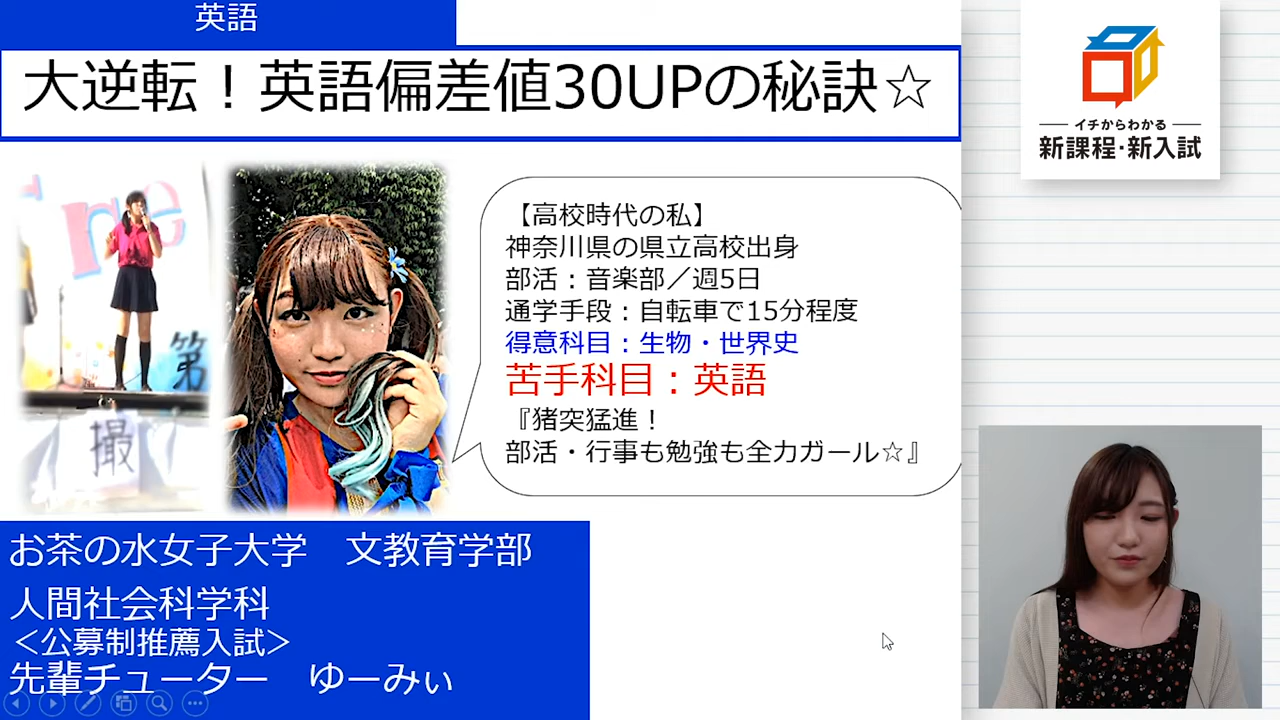 英語
大逆転！英語偏差値30UPの秘訣☆
イチからわかる
新課程・新入試
【高校時代の私】
神奈川県の県立高校出身
部活：音楽部／週5日
通学手段：自転車で15分程度
得意科目：生物・世界史
苦手科目：英語
『猪突猛進！
部活・行事も勉強も全力ガール☆』
第
撮
お茶の水女子大学　文教育学部
人間社会科学科
＜公募制推薦入試＞
先輩チューター　ゆーみぃ